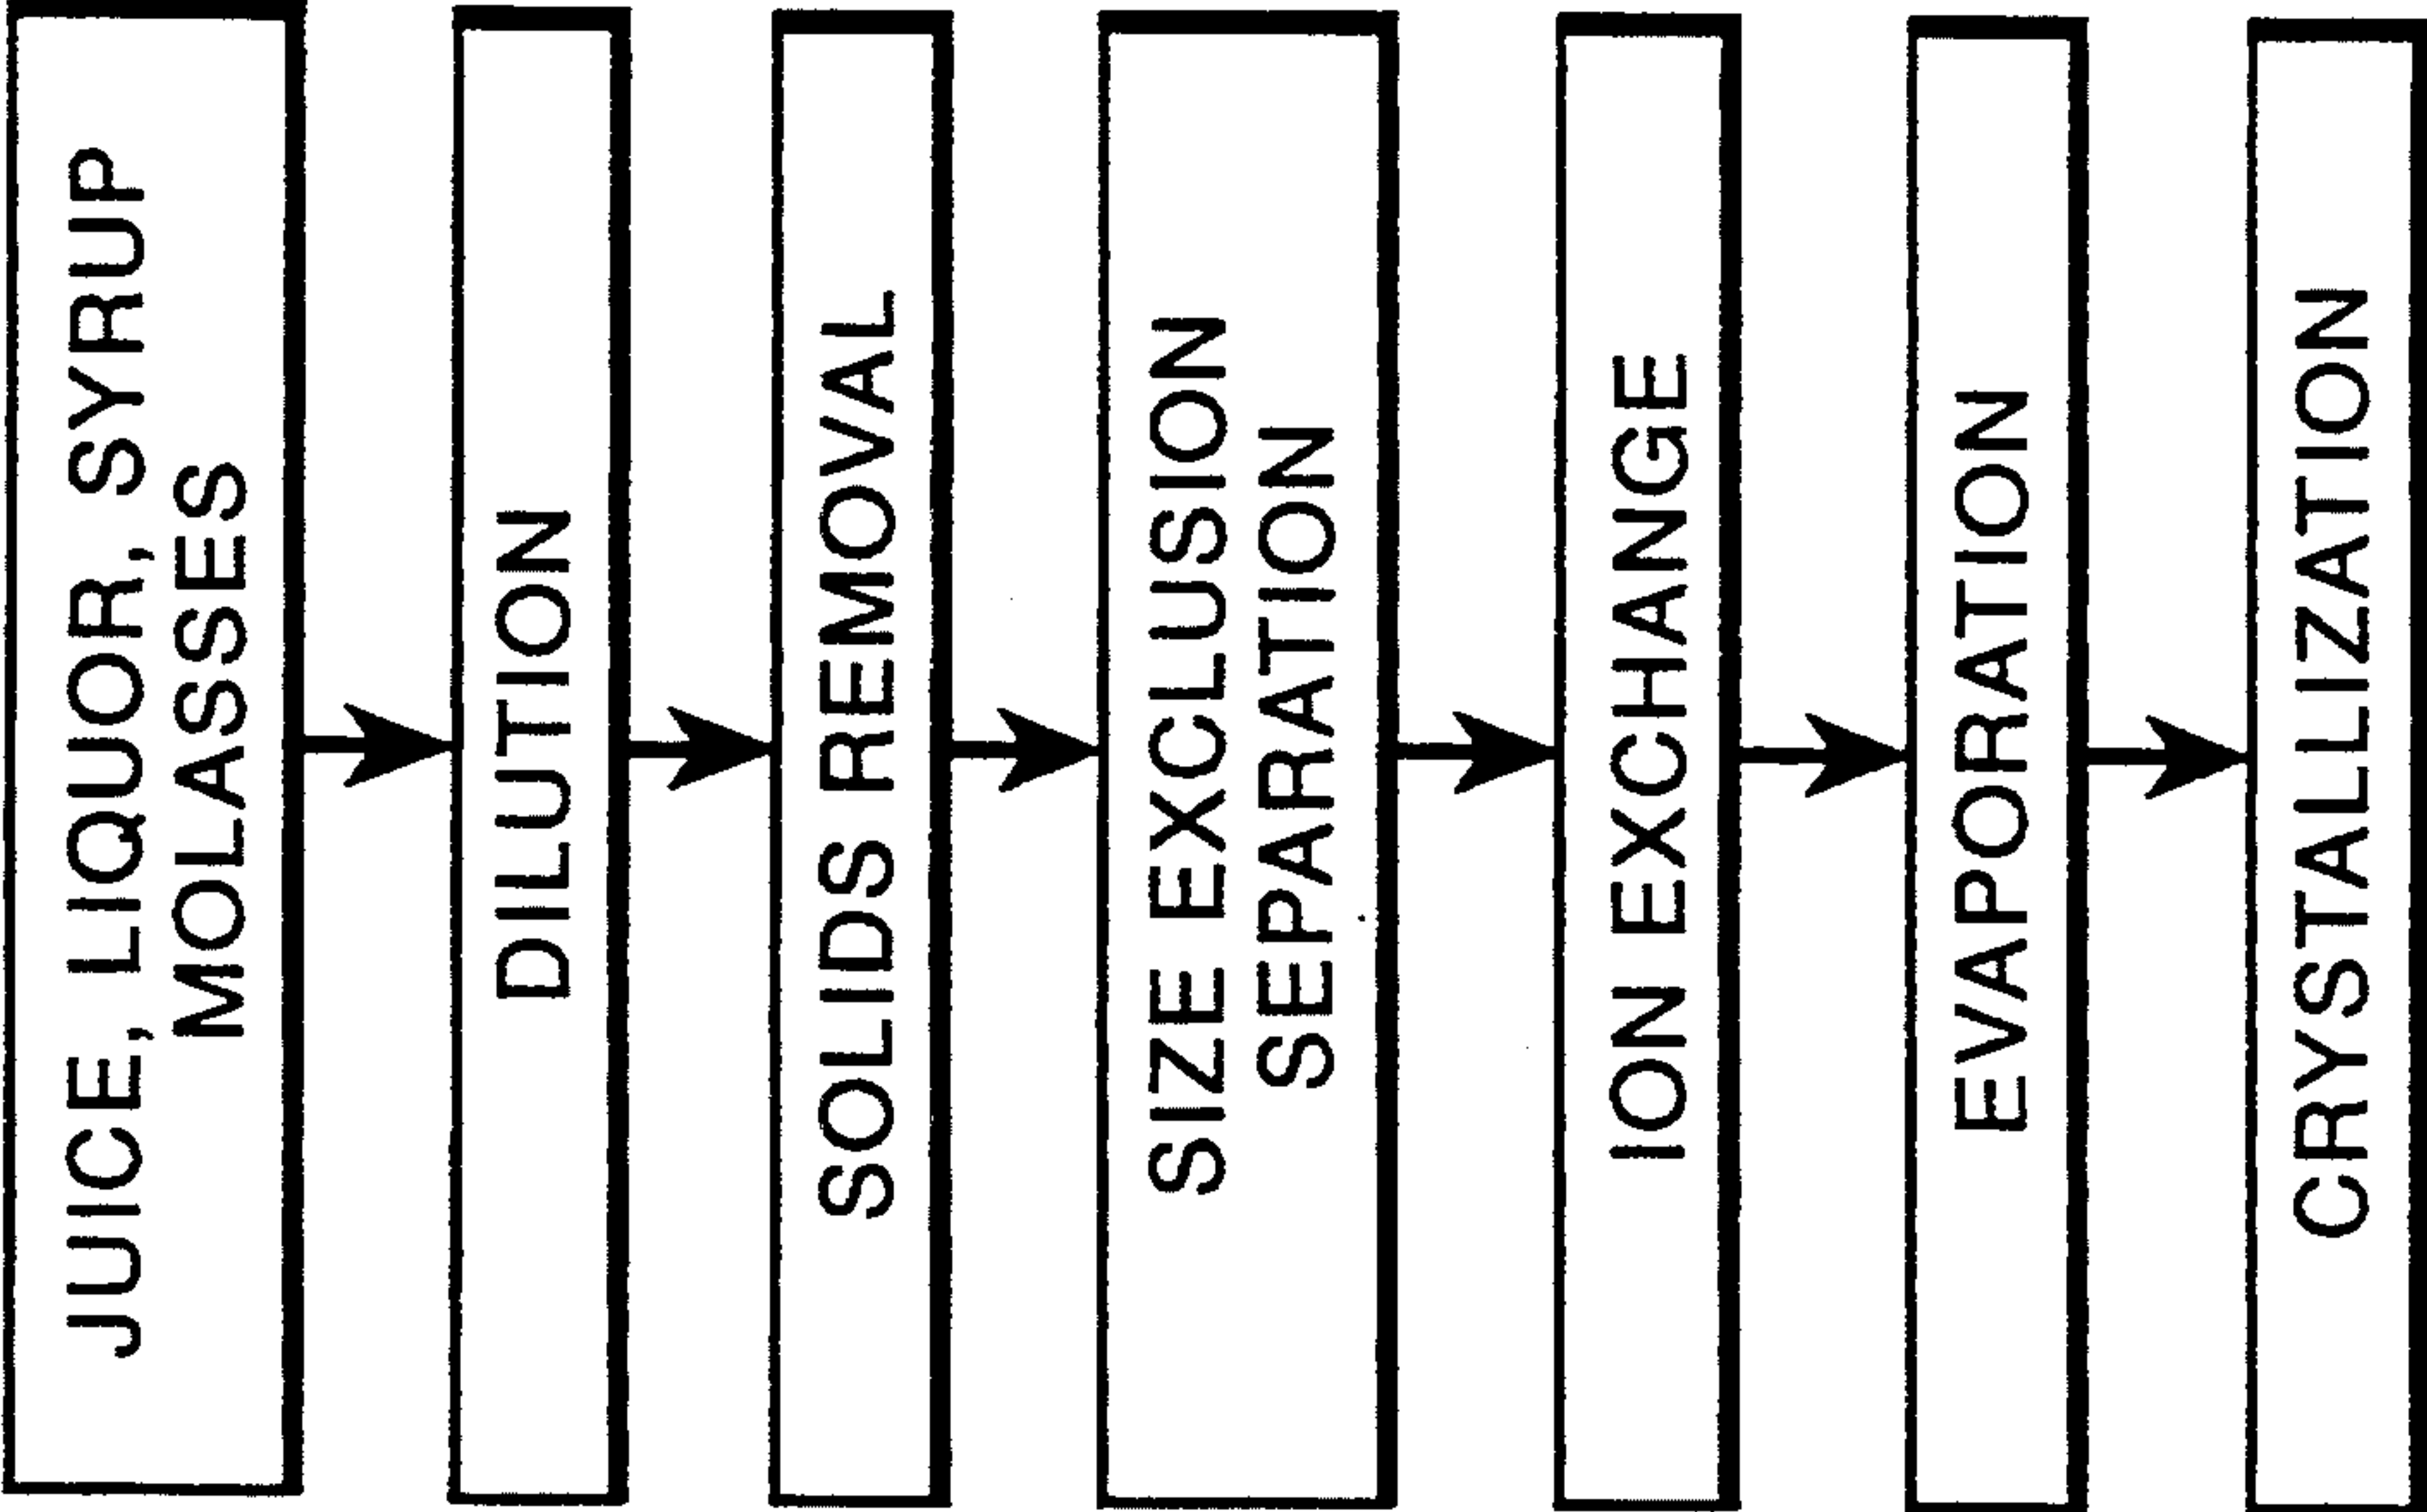 JUICE, LIQUOR, SYRUP
MOLASSES
DILUTION
SOLIDS REMOVAL
SIZE EXCLUSION
SEPARATION
ION EXCHANGE
EVAPORATION
CRYSTALLIZATION